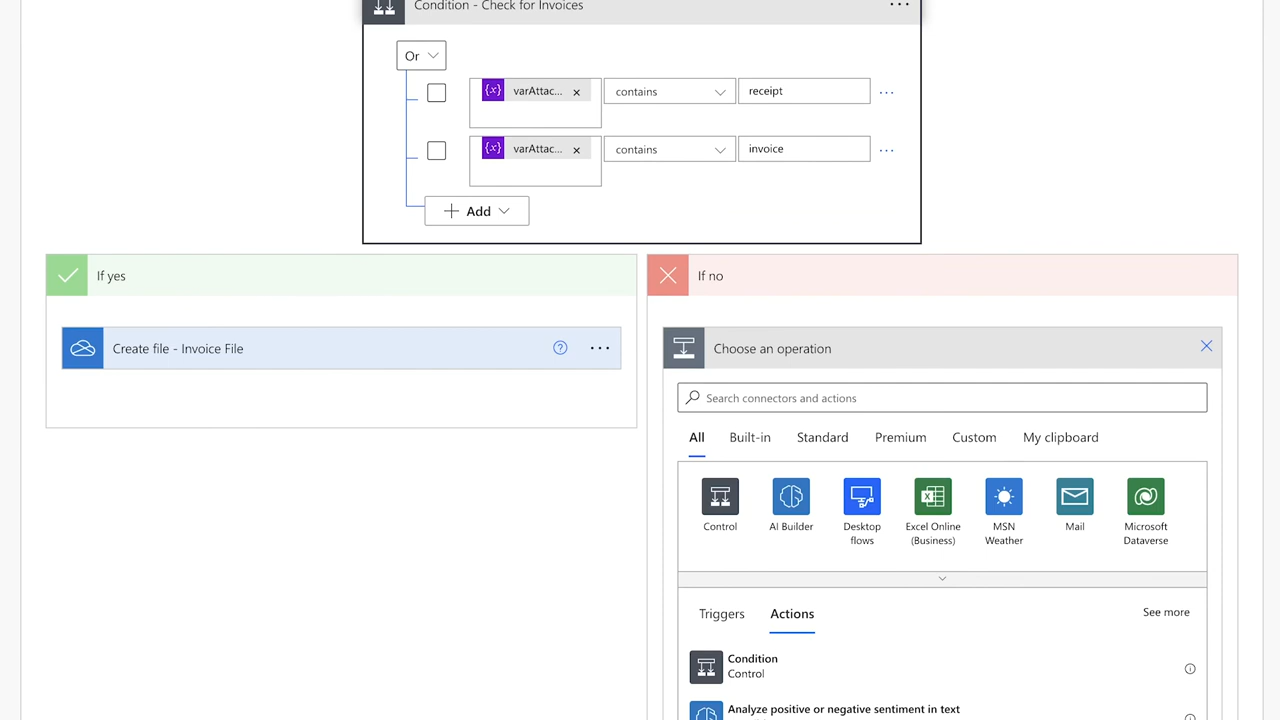 Condition - Check for Invoices
Or
{x} varAttac...
contains
receipt
{x} varAttac...
contains
invoice
Add
If yes
If no
Create file - Invoice File
Choose an operation
Search connectors and actions
All Built-in Standard Premium Custom My clipboard
Control
AI Builder
Desktop
flows
Excel Online
(Business)
MSN
Weather
Mail
Microsoft
Dataverse
Triggers Actions See more
Condition
Control
Analyze positive or negative sentiment in text